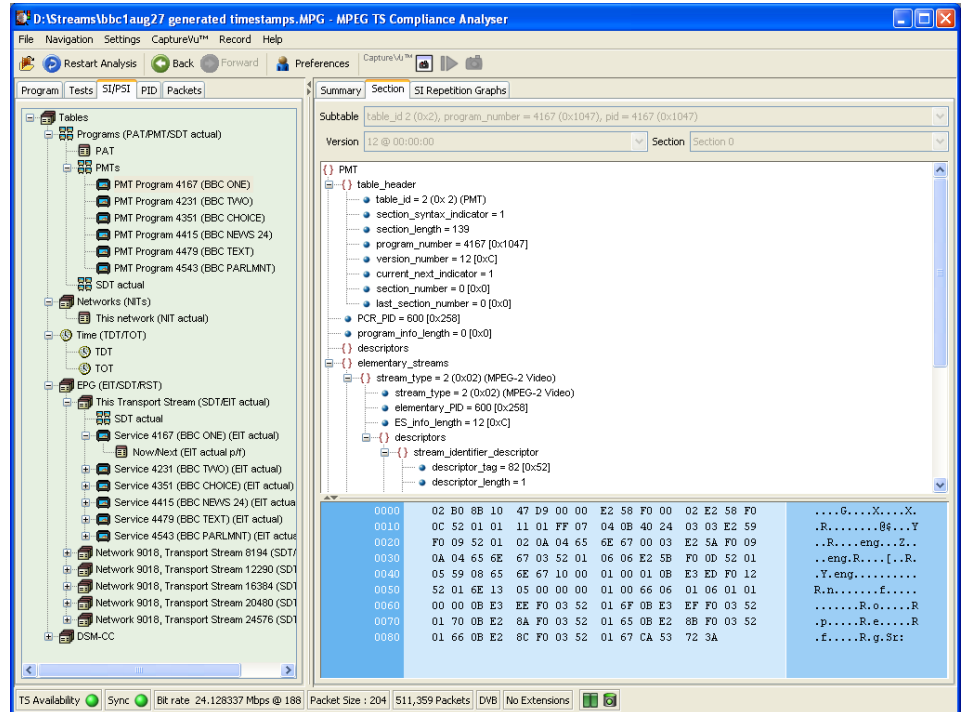 D:\Streams\bbc1aug27 generated timestamps.MPG - MPEG TS Compliance Analyser
File Navigation Settings CaptureVu™ Record Help
Restart Analysis Back Forward Preferences CaptureVu™
Program Tests SI/PSI PID Packets
Tables
Programs (PAT/PMT/SDT actual)
PAT
PMTs
PMT Program 4167 (BBC ONE)
PMT Program 4231 (BBC TWO)
PMT Program 4351 (BBC CHOICE)
PMT Program 4415 (BBC NEWS 24)
PMT Program 4479 (BBC TEXT)
PMT Program 4543 (BBC PARLMNT)
SDT actual
Networks (NITs)
This network (NIT actual)
Time (TDT/TOT)
TDT
TOT
EPG (EIT/SDT/RST)
This Transport Stream (SDT/EIT actual)
SDT actual
Service 4167 (BBC ONE) (EIT actual)
Now/Next (EIT actual p/f)
Service 4231 (BBC TWO) (EIT actual)
Service 4351 (BBC CHOICE) (EIT actual)
Service 4415 (BBC NEWS 24) (EIT actua
Service 4479 (BBC TEXT) (EIT actual)
Service 4543 (BBC PARLMNT) (EIT actua
Network 9018, Transport Stream 8194 (SDT/
Network 9018, Transport Stream 12290 (SDT
Network 9018, Transport Stream 16384 (SDT
Network 9018, Transport Stream 20480 (SDT
Network 9018, Transport Stream 24576 (SDT
DSM-CC
Summary Section SI Repetition Graphs
Subtable table_id 2 (0x2), program_number = 4167 (0x1047), pid = 4167 (0x1047)
Version 12 @ 00:00:00 Section Section 0
{} PMT
{} table_header
table_id = 2 (0x 2) (PMT)
section_syntax_indicator = 1
section_length = 139
program_number = 4167 [0x1047]
version_number = 12 [0xC]
current_next_indicator = 1
section_number = 0 [0x0]
last_section_number = 0 [0x0]
PCR_PID = 600 [0x258]
program_info_length = 0 [0x0]
{} descriptors
{} elementary_streams
{} stream_type = 2 (0x02) (MPEG-2 Video)
stream_type = 2 (0x02) (MPEG-2 Video)
elementary_PID = 600 [0x258]
ES_info_length = 12 [0xC]
{} descriptors
{} stream_identifier_descriptor
descriptor_tag = 82 [0x52]
descriptor_length = 1
0000 02 B0 8B 10 47 D9 00 00 E2 58 F0 00 02 E2 58 F0 ....G....X....X.
0010 0C 52 01 01 11 01 FF 07 04 0B 40 24 03 03 E2 59 .R........@$...Y
0020 F0 09 52 01 02 0A 04 65 6E 67 00 03 E2 5A F0 09 ..R....eng...Z..
0030 0A 04 65 6E 67 03 52 01 06 06 E2 5B F0 0D 52 01 ..eng.R....[..R.
0040 05 59 08 65 6E 67 10 00 01 00 01 0B E3 ED F0 12 .Y.eng..........
0050 52 01 6E 13 05 00 00 00 01 00 66 06 01 06 01 01 R.n.......f.....
0060 00 00 0B E3 EE F0 03 52 01 6F 0B E3 EF F0 03 52 .......R.o.....R
0070 01 70 0B E2 8A F0 03 52 01 65 0B E2 8B F0 03 52 .p.....R.e.....R
0080 01 66 0B E2 8C F0 03 52 01 67 CA 53 72 3A .f.....R.g.Sr:
TS Availability Sync Bit rate 24.128337 Mbps @ 188 Packet Size : 204 511,359 Packets DVB No Extensions